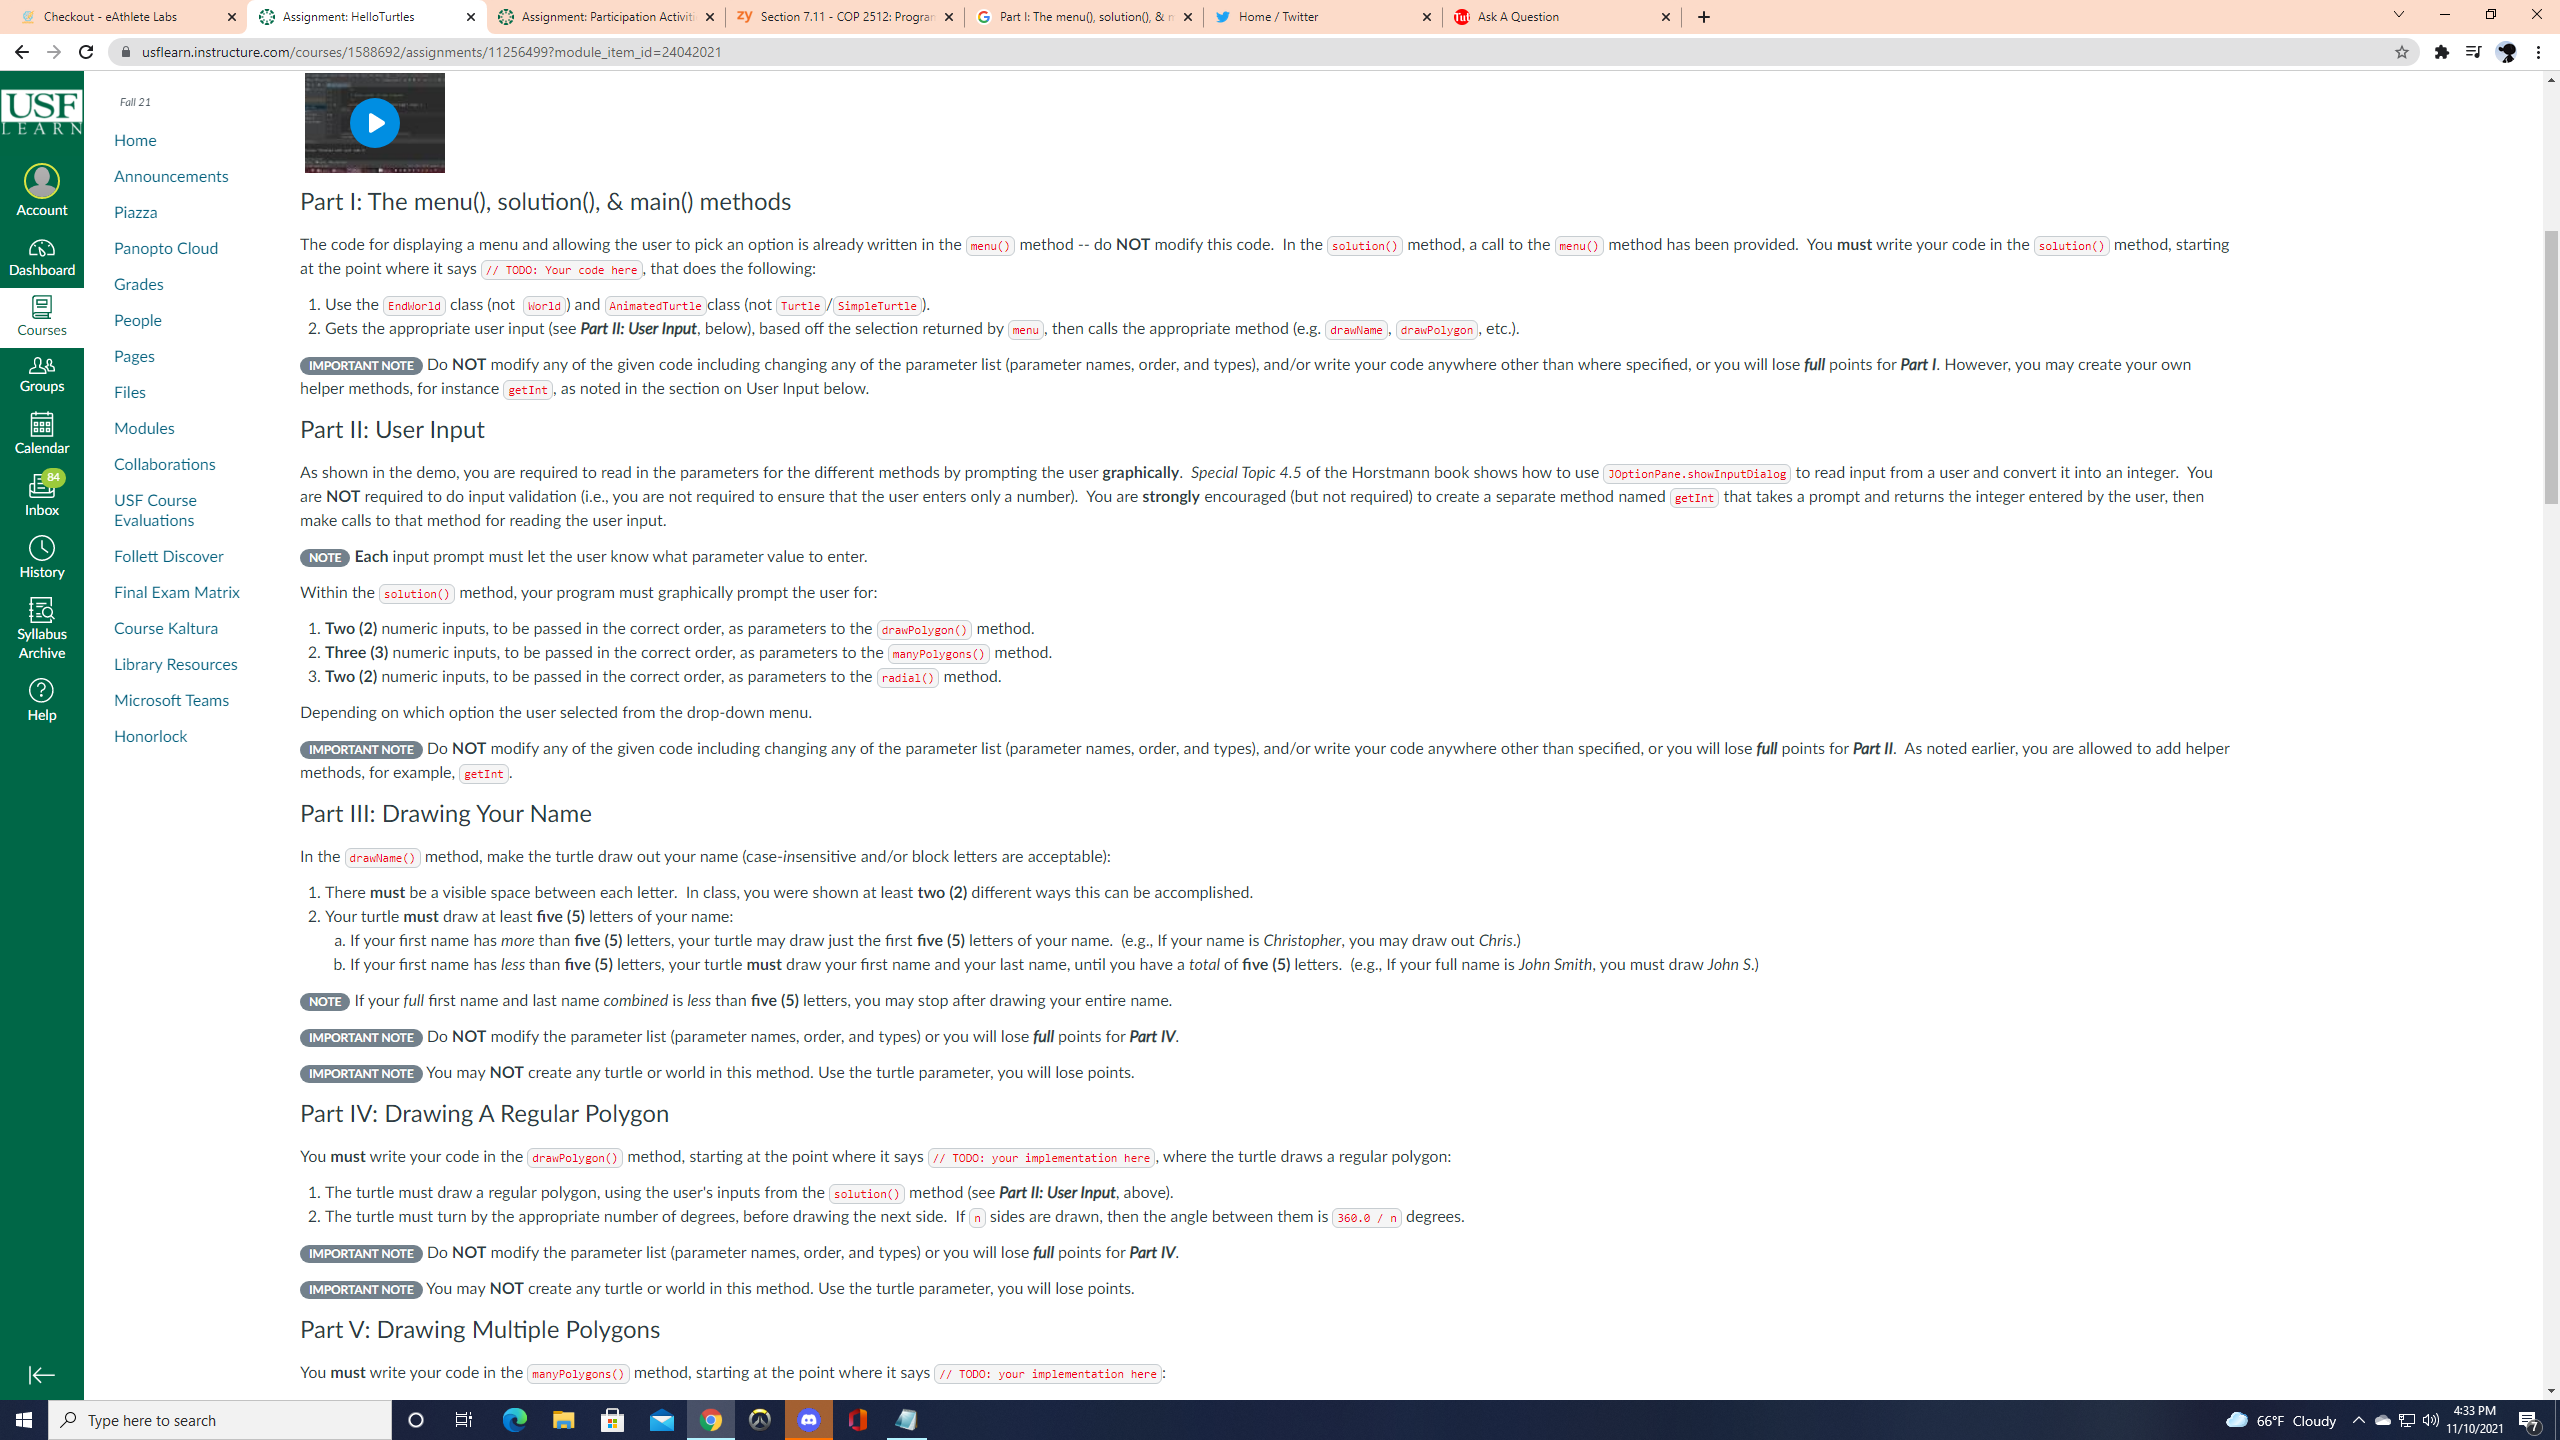 Checkout - eAthlete Labs
Assignment: HelloTurtles
Assignment: Participation Activiti
zy Section 7.11 - COP 2512: Program
Part I: The menu(), solution(), & m
Home / Twitter
Tut Ask A Question
usflearn.instructure.com/courses/1588692/assignments/11256499?module_item_id=24042021
USF
LEARN
Account
Dashboard
Courses
Groups
Calendar
84
Inbox
History
Syllabus
Archive
Help
Fall 21
Home
Announcements
Piazza
Panopto Cloud
Grades
People
Pages
Files
Modules
Collaborations
USF Course
Evaluations
Follett Discover
Final Exam Matrix
Course Kaltura
Library Resources
Microsoft Teams
Honorlock
Part I: The menu(), solution(), & main() methods
The code for displaying a menu and allowing the user to pick an option is already written in the menu() method -- do NOT modify this code. In the solution() method, a call to the menu() method has been provided. You must write your code in the solution() method, starting
at the point where it says // TODO: Your code here, that does the following:
1. Use the EndWorld class (not World) and AnimatedTurtle class (not Turtle/SimpleTurtle).
2. Gets the appropriate user input (see Part II: User Input, below), based off the selection returned by menu, then calls the appropriate method (e.g. drawName, drawPolygon, etc.).
IMPORTANT NOTE Do NOT modify any of the given code including changing any of the parameter list (parameter names, order, and types), and/or write your code anywhere other than where specified, or you will lose full points for Part I. However, you may create your own
helper methods, for instance getInt, as noted in the section on User Input below.
Part II: User Input
As shown in the demo, you are required to read in the parameters for the different methods by prompting the user graphically. Special Topic 4.5 of the Horstmann book shows how to use JOptionPane.showInputDialog to read input from a user and convert it into an integer. You
are NOT required to do input validation (i.e., you are not required to ensure that the user enters only a number). You are strongly encouraged (but not required) to create a separate method named getInt that takes a prompt and returns the integer entered by the user, then
make calls to that method for reading the user input.
NOTE Each input prompt must let the user know what parameter value to enter.
Within the solution() method, your program must graphically prompt the user for:
1. Two (2) numeric inputs, to be passed in the correct order, as parameters to the drawPolygon() method.
2. Three (3) numeric inputs, to be passed in the correct order, as parameters to the manyPolygons() method.
3. Two (2) numeric inputs, to be passed in the correct order, as parameters to the radial() method.
Depending on which option the user selected from the drop-down menu.
IMPORTANT NOTE Do NOT modify any of the given code including changing any of the parameter list (parameter names, order, and types), and/or write your code anywhere other than specified, or you will lose full points for Part II. As noted earlier, you are allowed to add helper
methods, for example, getInt.
Part III: Drawing Your Name
In the drawName() method, make the turtle draw out your name (case-insensitive and/or block letters are acceptable):
1. There must be a visible space between each letter. In class, you were shown at least two (2) different ways this can be accomplished.
2. Your turtle must draw at least five (5) letters of your name:
a. If your first name has more than five (5) letters, your turtle may draw just the first five (5) letters of your name. (e.g., If your name is Christopher, you may draw out Chris.)
b. If your first name has less than five (5) letters, your turtle must draw your first name and your last name, until you have a total of five (5) letters. (e.g., If your full name is John Smith, you must draw John S.)
NOTE If your full first name and last name combined is less than five (5) letters, you may stop after drawing your entire name.
IMPORTANT NOTE Do NOT modify the parameter list (parameter names, order, and types) or you will lose full points for Part IV.
IMPORTANT NOTE You may NOT create any turtle or world in this method. Use the turtle parameter, you will lose points.
Part IV: Drawing A Regular Polygon
You must write your code in the drawPolygon() method, starting at the point where it says // TODO: your implementation here, where the turtle draws a regular polygon:
1. The turtle must draw a regular polygon, using the user's inputs from the solution() method (see Part II: User Input, above).
2. The turtle must turn by the appropriate number of degrees, before drawing the next side. If n sides are drawn, then the angle between them is 360.0 / n degrees.
IMPORTANT NOTE Do NOT modify the parameter list (parameter names, order, and types) or you will lose full points for Part IV.
IMPORTANT NOTE You may NOT create any turtle or world in this method. Use the turtle parameter, you will lose points.
Part V: Drawing Multiple Polygons
You must write your code in the manyPolygons() method, starting at the point where it says // TODO: your implementation here:
Type here to search
66°F Cloudy
4:33 PM
11/10/2021
7